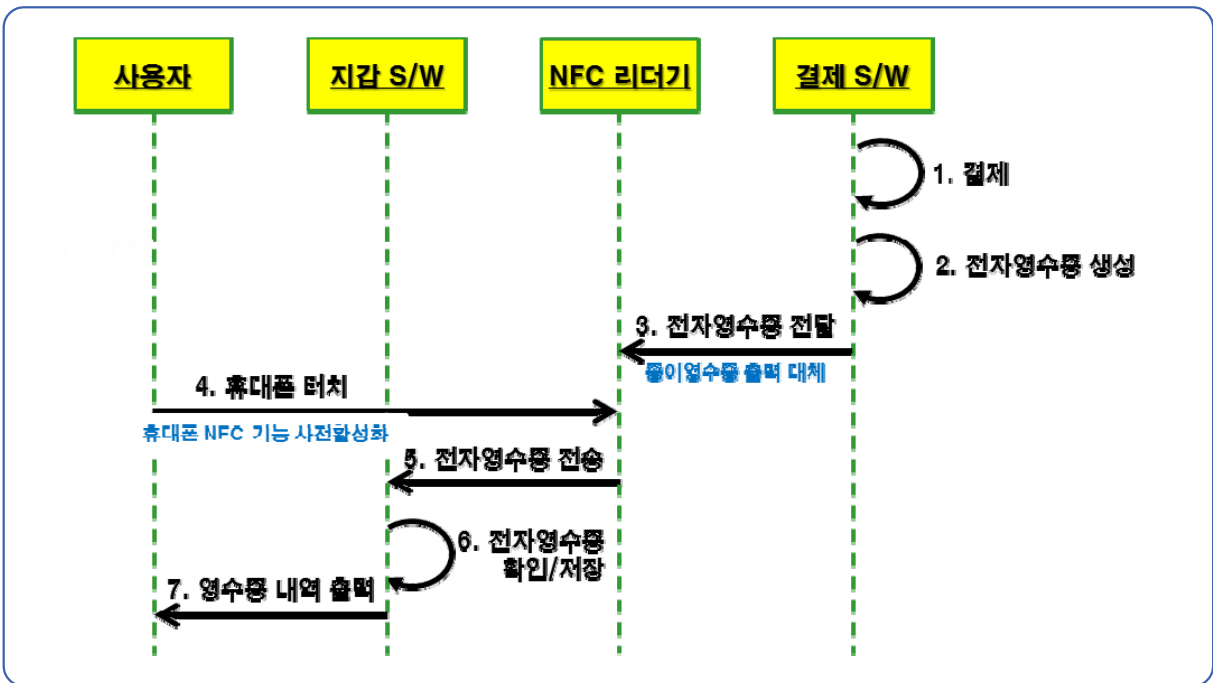 사용자
지갑 S/W
NFC 리더기
결제 S/W
1. 결제
2. 전자영수증 생성
3. 전자영수증 전달
종이영수증 출력 대체
4. 휴대폰 터치
휴대폰 NFC 기능 사전활성화
5. 전자영수증 전송
6. 전자영수증
확인/저장
7. 영수증 내역 출력